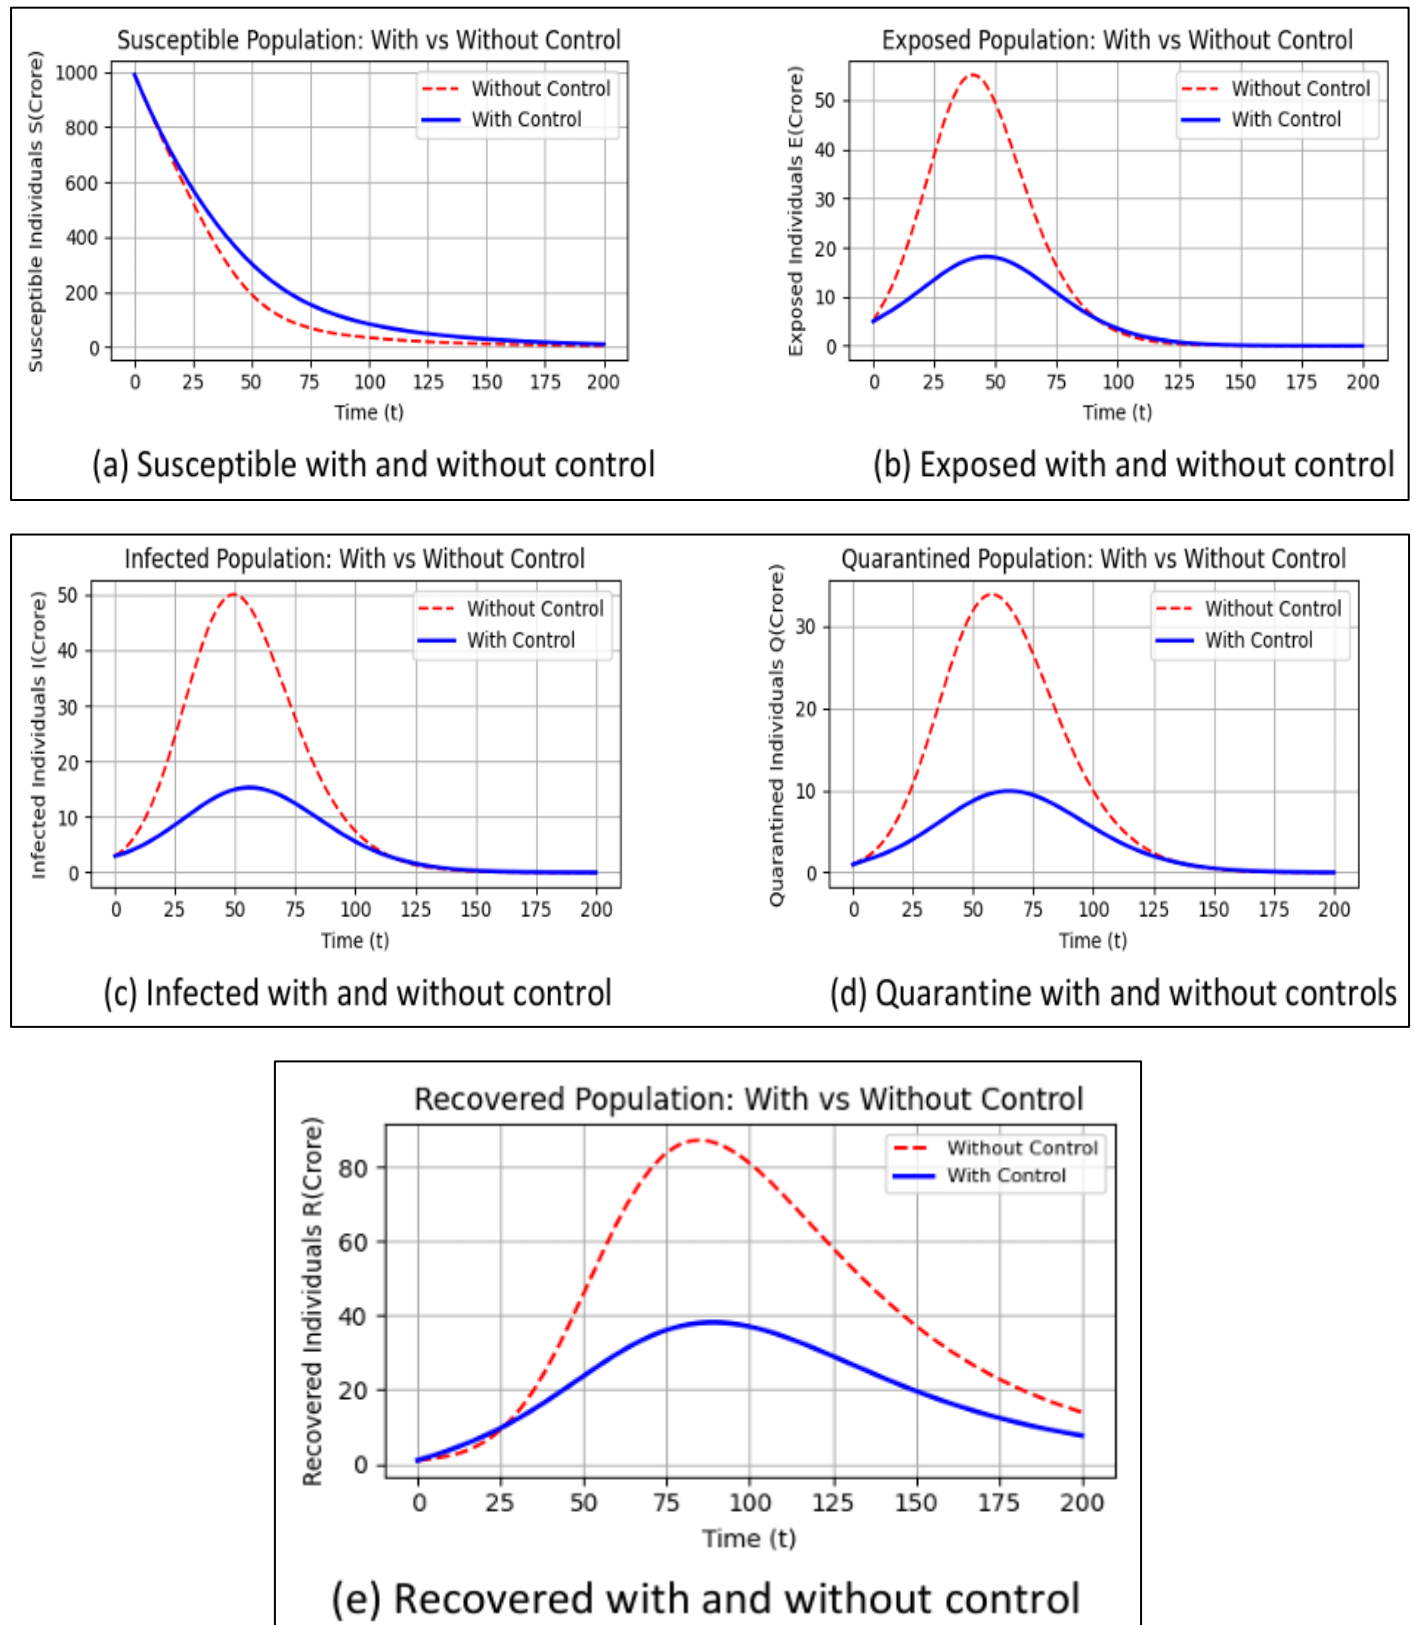 Susceptible Population: With vs Without Control
Susceptible Individuals S(Crore)
1000
800
600
400
200
0
0 25 50 75 100 125 150 175 200
Time (t)
Without Control
With Control
(a) Susceptible with and without control
Exposed Population: With vs Without Control
Exposed Individuals E(Crore)
50
40
30
20
10
0
0 25 50 75 100 125 150 175 200
Time (t)
Without Control
With Control
(b) Exposed with and without control
Infected Population: With vs Without Control
Infected Individuals I(Crore)
50
40
30
20
10
0
0 25 50 75 100 125 150 175 200
Time (t)
Without Control
With Control
(c) Infected with and without control
Quarantined Population: With vs Without Control
Quarantined Individuals Q(Crore)
30
20
10
0
0 25 50 75 100 125 150 175 200
Time (t)
Without Control
With Control
(d) Quarantine with and without controls
Recovered Population: With vs Without Control
Recovered Individuals R(Crore)
80
60
40
20
0
0 25 50 75 100 125 150 175 200
Time (t)
Without Control
With Control
(e) Recovered with and without control